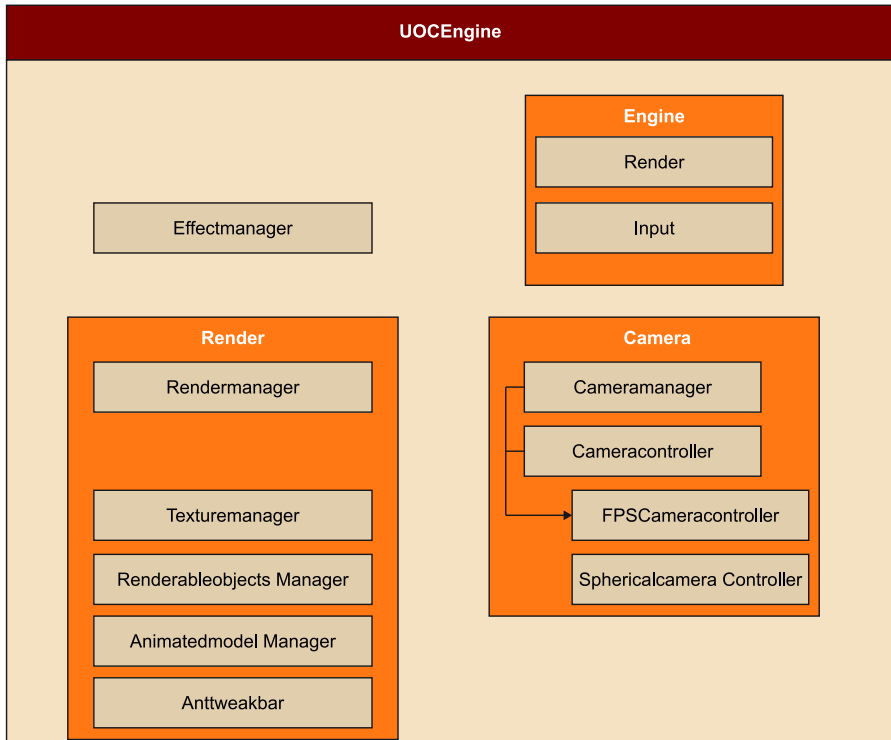 UOCEngine
Engine
Render
Input
Effectmanager
Render
Rendermanager
Texturemanager
Renderableobjects Manager
Animatedmodel Manager
Anttweakbar
Camera
Cameramanager
Cameracontroller
FPSCameracontroller
Sphericalcamera Controller